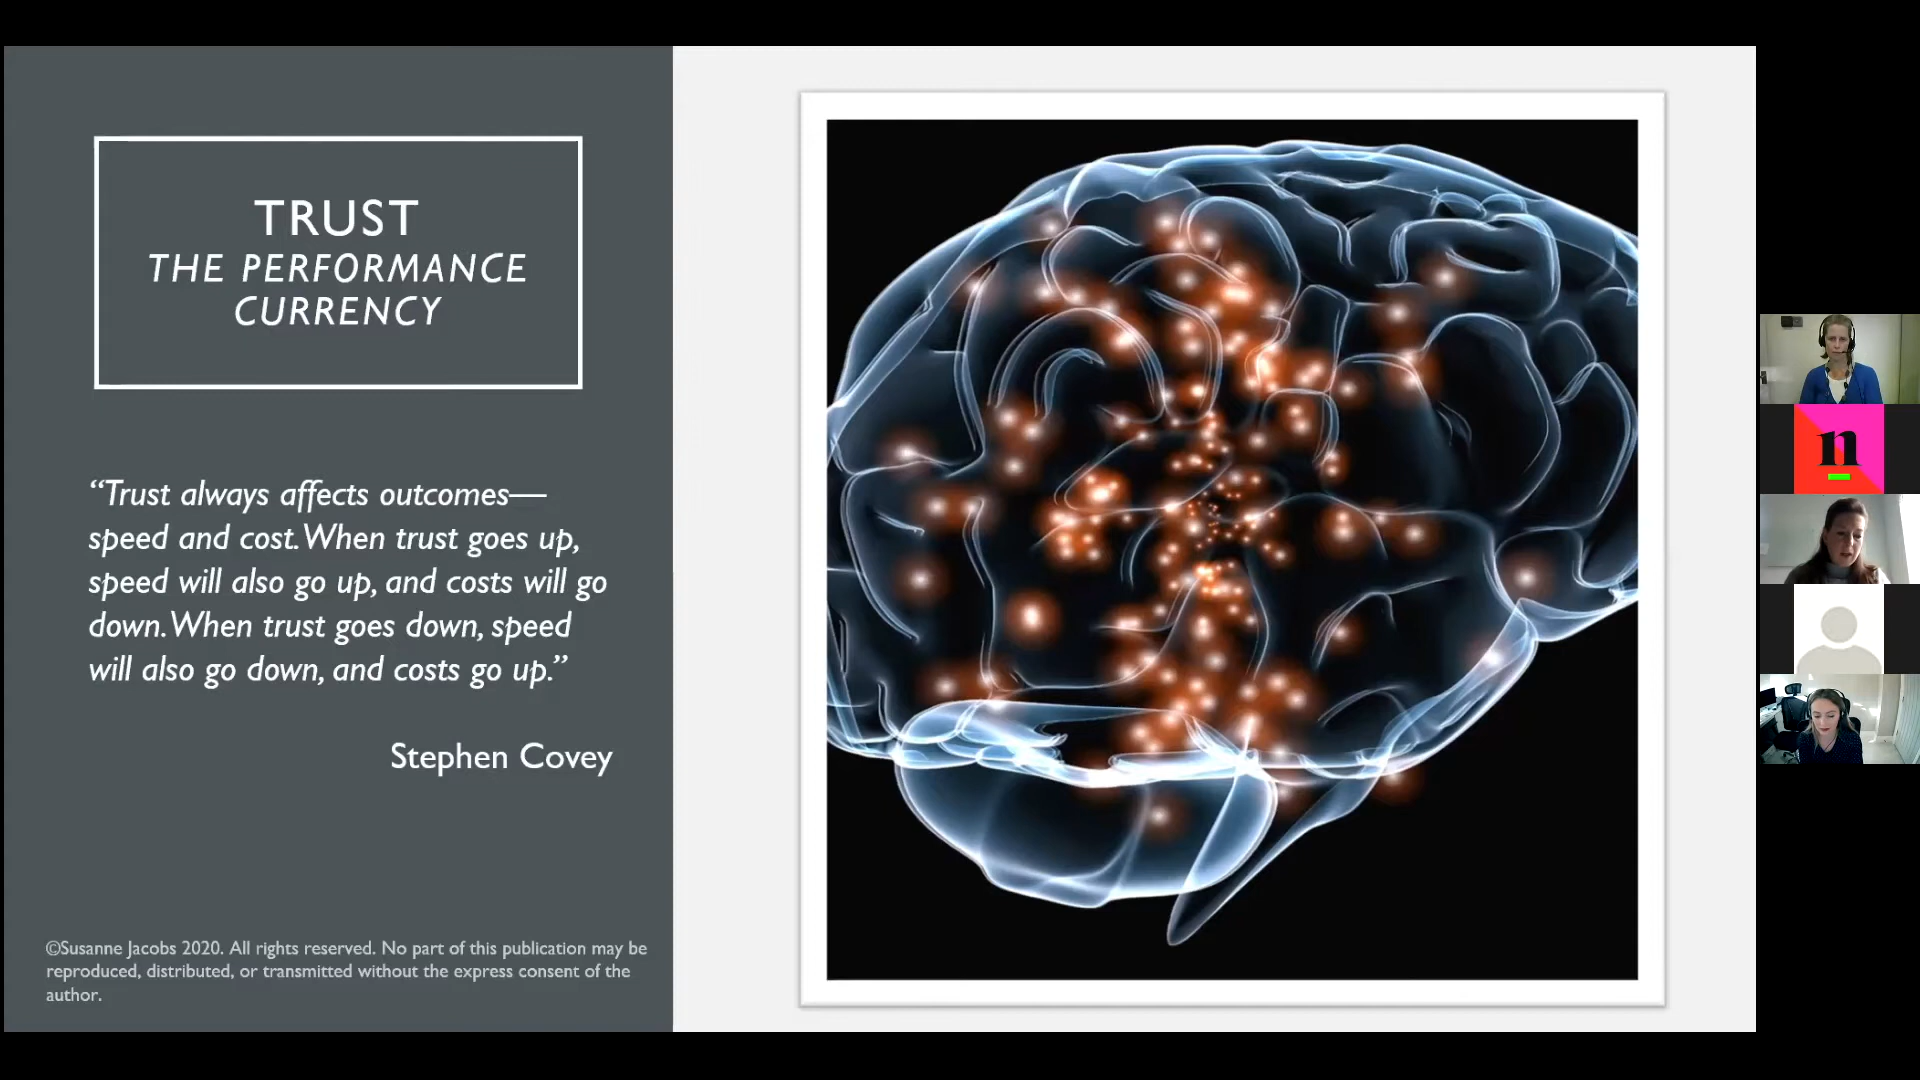 TRUST
THE PERFORMANCE
CURRENCY
“Trust always affects outcomes—
speed and cost. When trust goes up,
speed will also go up, and costs will go
down. When trust goes down, speed
will also go down, and costs go up.”
Stephen Covey
©Susanne Jacobs 2020. All rights reserved. No part of this publication may be
reproduced, distributed, or transmitted without the express consent of the
author.
n